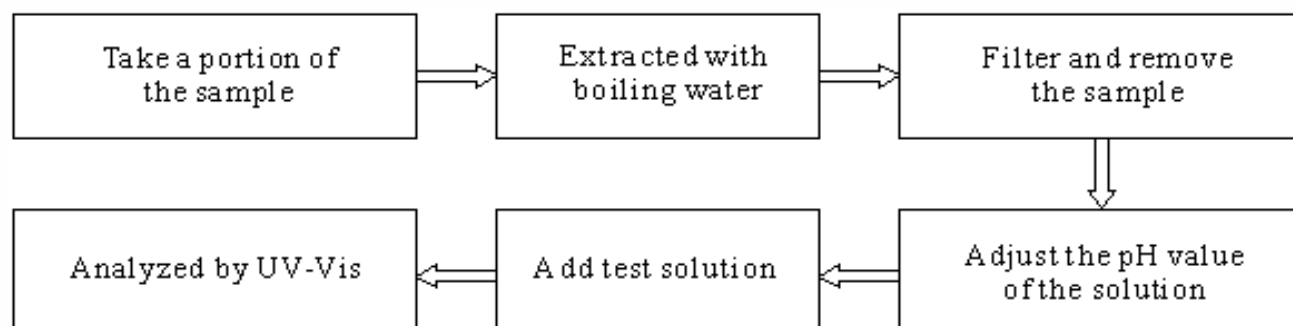 Take a portion of
the sample
Extracted with
boiling water
Filter and remove
the sample
Adjust the pH value
of the solution
Add test solution
Analyzed by UV-Vis